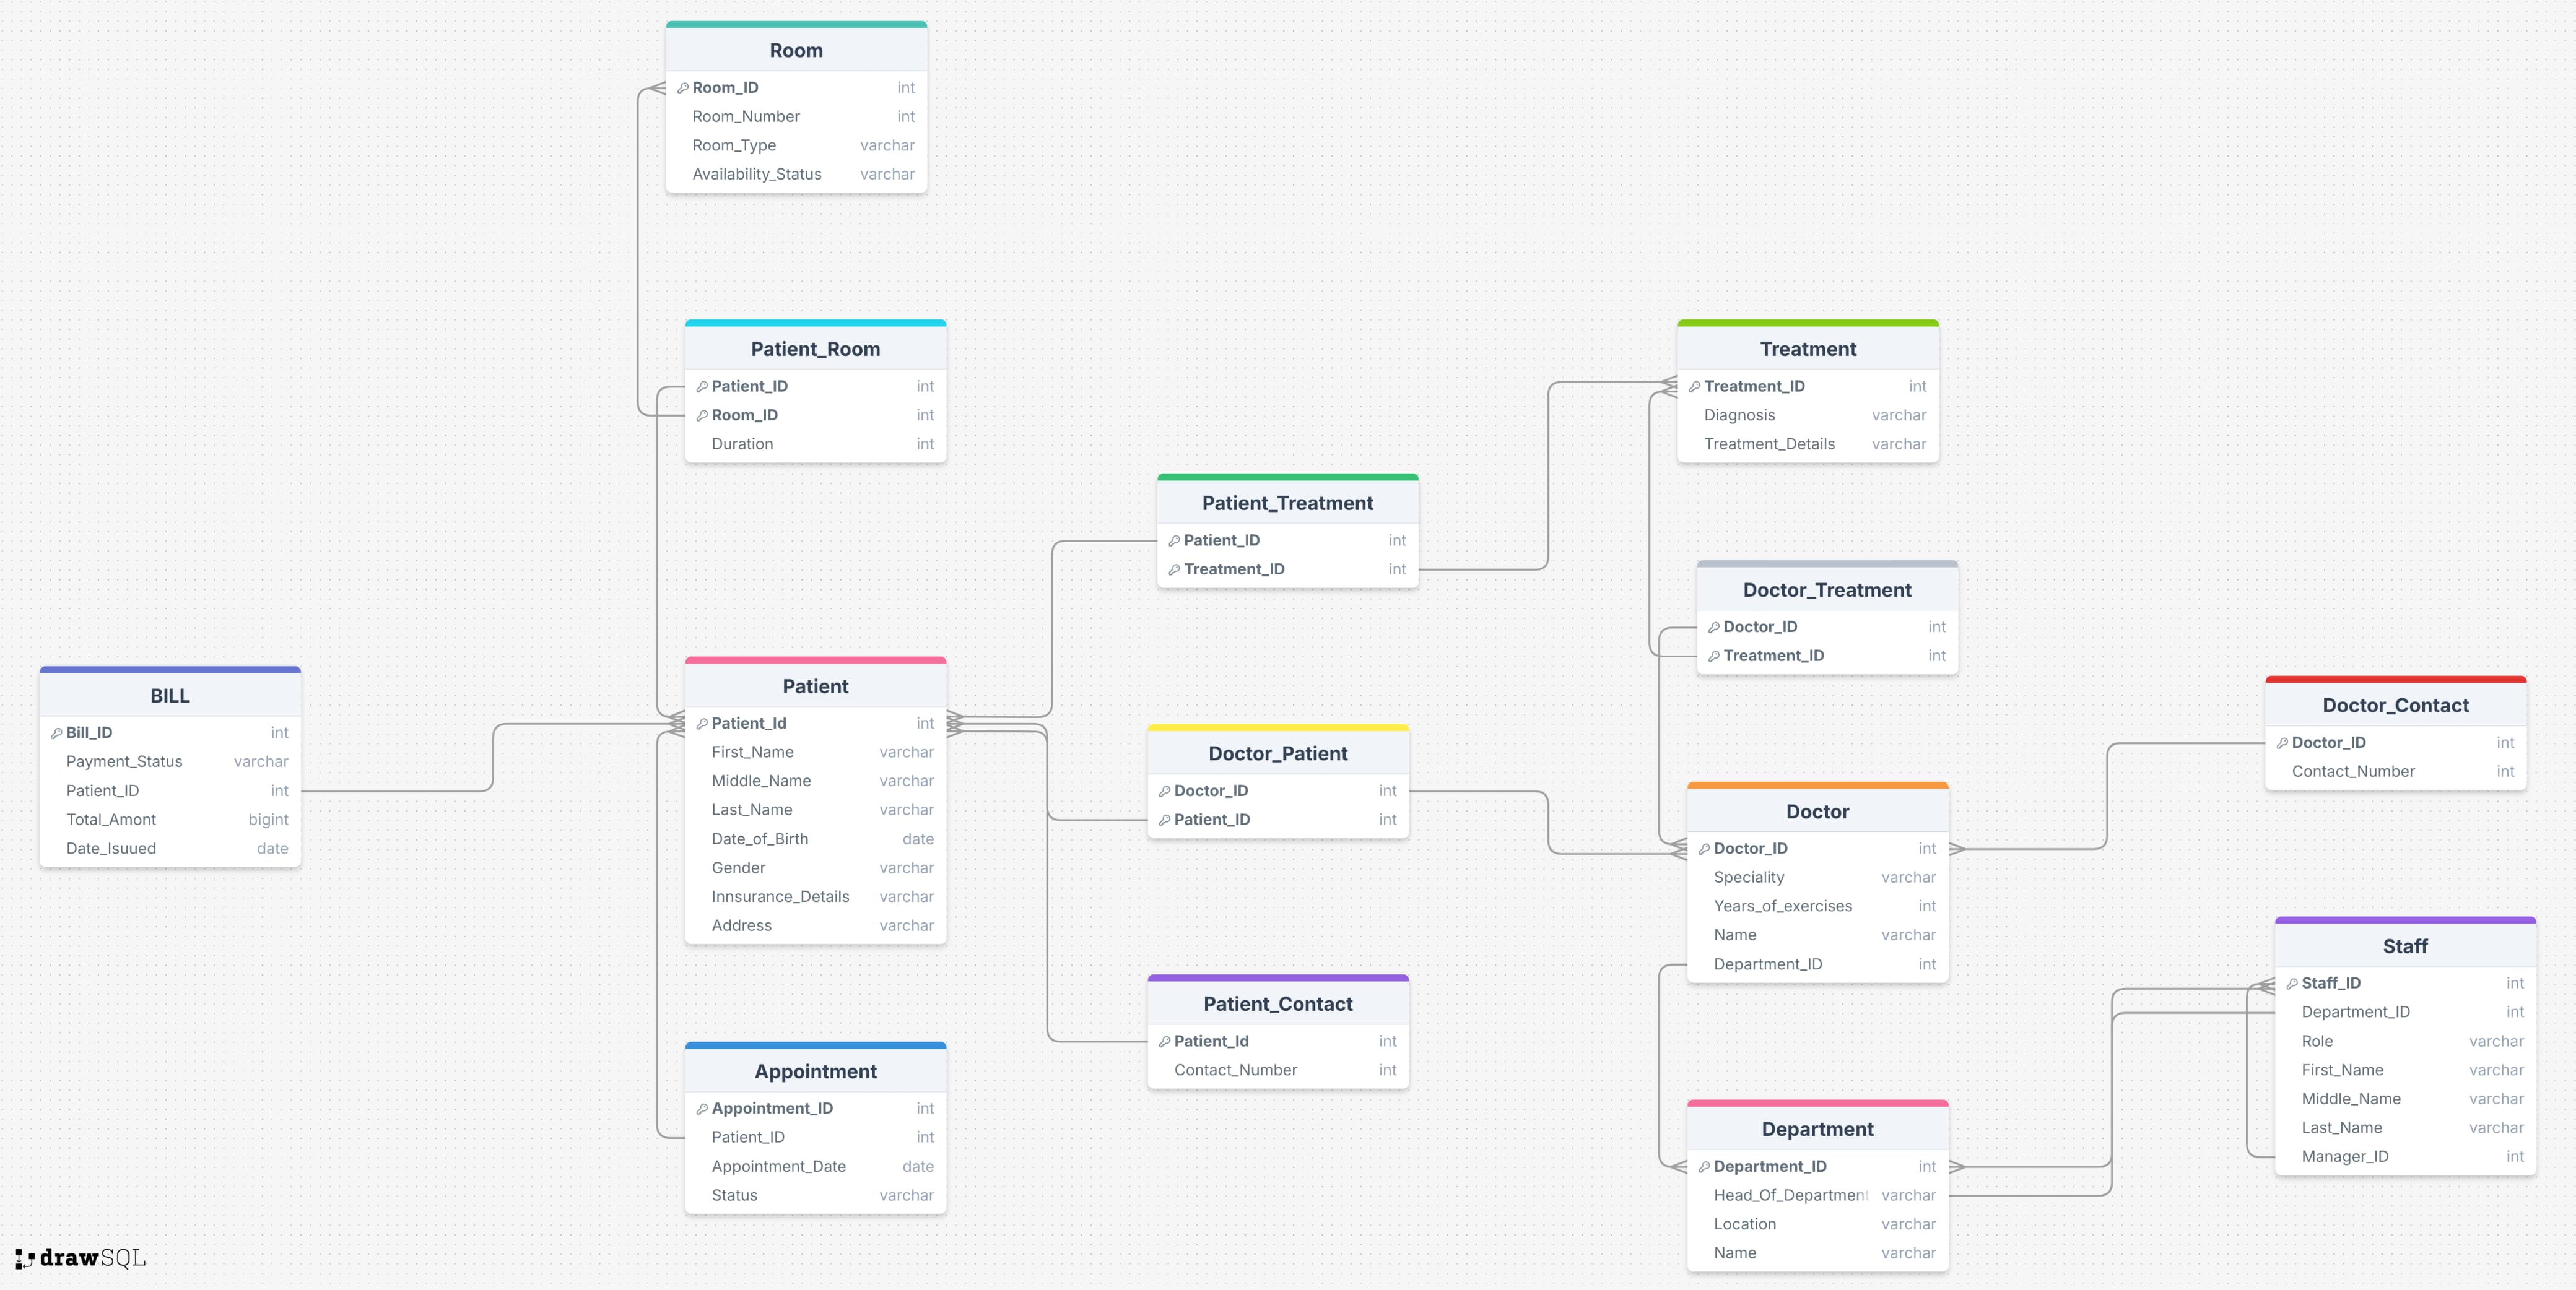 Room
Room_ID int
Room_Number int
Room_Type varchar
Availability_Status varchar
Patient_Room
Patient_ID int
Room_ID int
Duration int
Treatment
Treatment_ID int
Diagnosis varchar
Treatment_Details varchar
Patient_Treatment
Patient_ID int
Treatment_ID int
Doctor_Treatment
Doctor_ID int
Treatment_ID int
BILL
Bill_ID int
Payment_Status varchar
Patient_ID int
Total_Amont bigint
Date_Isuued date
Patient
Patient_Id int
First_Name varchar
Middle_Name varchar
Last_Name varchar
Date_of_Birth date
Gender varchar
Innsurance_Details varchar
Address varchar
Doctor_Patient
Doctor_ID int
Patient_ID int
Doctor_Contact
Doctor_ID int
Contact_Number int
Doctor
Doctor_ID int
Speciality varchar
Years_of_exercises int
Name varchar
Department_ID int
Staff
Staff_ID int
Department_ID int
Role varchar
First_Name varchar
Middle_Name varchar
Last_Name varchar
Manager_ID int
Patient_Contact
Patient_Id int
Contact_Number int
Appointment
Appointment_ID int
Patient_ID int
Appointment_Date date
Status varchar
Department
Department_ID int
Head_Of_Department varchar
Location varchar
Name varchar
drawSQL